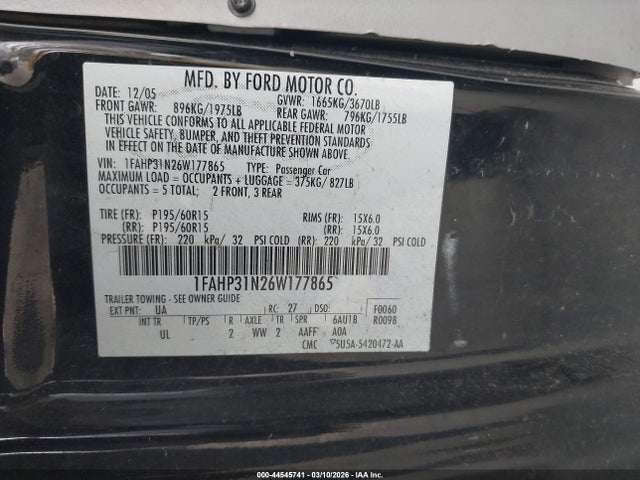 MFD. BY FORD MOTOR CO.
12/05 GVWR: 1665KG/3670LB
FRONT GAWR: 896KG/1975LB REAR GAWR: 796KG/1755LB
THIS VEHICLE CONFORMS TO ALL APPLICABLE FEDERAL MOTOR
VEHICLE SAFETY, BUMPER, AND THEFT PREVENTION STANDARDS
IN EFFECT ON THE DATE OF MANUFACTURE SHOWN ABOVE.
VIN: 1FAHP31N26W177865 TYPE: Passenger Car
MAXIMUM LOAD = OCCUPANTS + LUGGAGE = 375KG/ 827LB
OCCUPANTS = 5 TOTAL; 2 FRONT, 3 REAR
TIRE (FR): P195/60R15 RIMS (FR): 15X6.0
(RR): P195/60R15 (RR): 15X6.0
PRESSURE (FR): 220 kPa/ 32 PSI COLD (RR): 220 kPa/ 32 PSI COLD
1FAHP31N26W177865
TRAILER TOWING - SEE OWNER GUIDE
EXT PNT: UA RC: 27 DSO: F0060
R0098
INT TR TP/PS R AXLE TR SPR 6AU1B
UL 2 WW 2 AAFF A0A
CMC ▽5U5A-5420472-AA
000-44545741 - 03/10/2026 - IAA Inc.